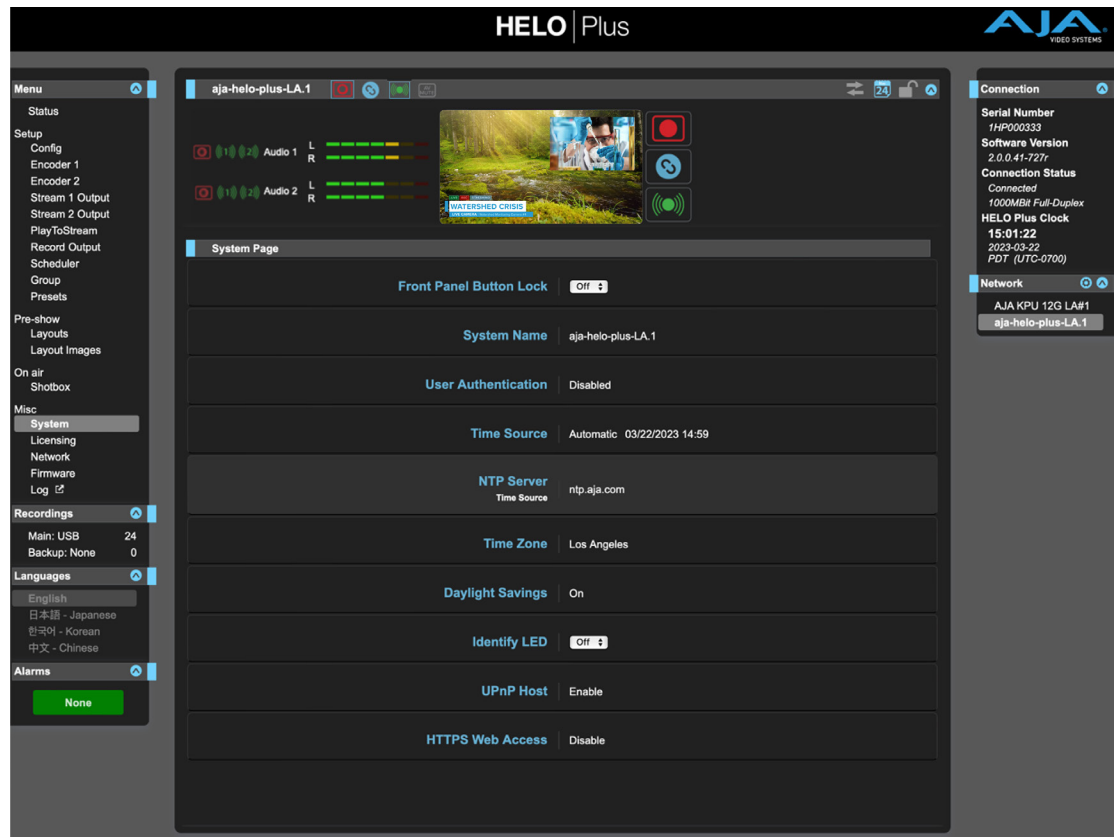 HELO | Plus
AJA
VIDEO SYSTEMS
Menu
Status
Setup
Config
Encoder 1
Encoder 2
Stream 1 Output
Stream 2 Output
PlayToStream
Record Output
Scheduler
Group
Presets
Pre-show
Layouts
Layout Images
On air
Shotbox
Misc
System
Licensing
Network
Firmware
Log
Recordings
Main: USB 24
Backup: None 0
Languages
English
日本語 - Japanese
한국어 - Korean
中文 - Chinese
Alarms
None
aja-helo-plus-LA.1
24
1 2 Audio 1 L
R
1 2 Audio 2 L
R
WATERSHED CRISIS
LIVE CAMERA
System Page
Front Panel Button Lock Off
System Name aja-helo-plus-LA.1
User Authentication Disabled
Time Source Automatic 03/22/2023 14:59
NTP Server ntp.aja.com
Time Source
Time Zone Los Angeles
Daylight Savings On
Identify LED Off
UPnP Host Enable
HTTPS Web Access Disable
Connection
Serial Number
1HP000333
Software Version
2.0.0.41-727r
Connection Status
Connected
1000MBit Full-Duplex
HELO Plus Clock
15:01:22
2023-03-22
PDT (UTC-0700)
Network
AJA KPU 12G LA#1
aja-helo-plus-LA.1